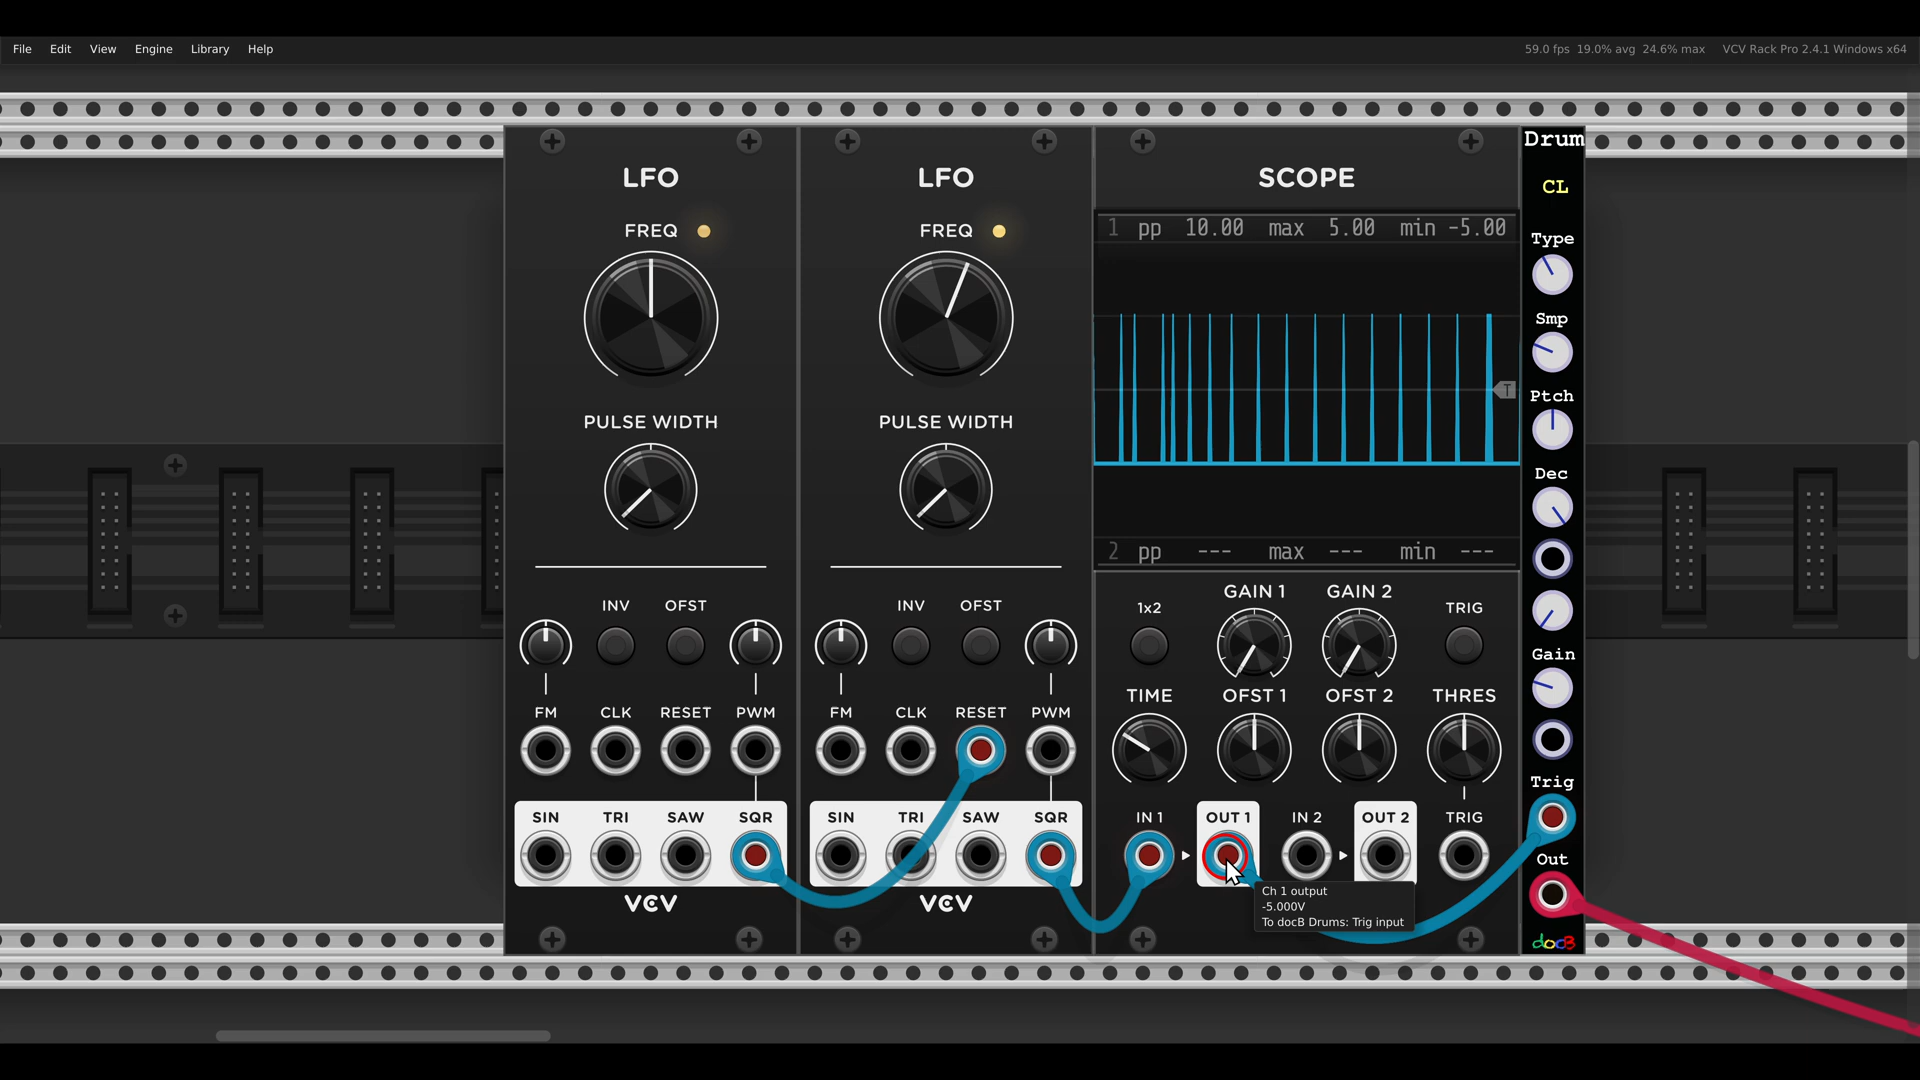 File Edit View Engine Library Help
59.0 fps 19.0% avg 24.6% max VCV Rack Pro 2.4.1 Windows x64
LFO
FREQ
PULSE WIDTH
INV OFST
FM CLK RESET PWM
SIN TRI SAW SQR
VCV
LFO
FREQ
PULSE WIDTH
INV OFST
FM CLK RESET PWM
SIN TRI SAW SQR
VCV
SCOPE
1 pp 10.00 max 5.00 min -5.00
T
2 pp --- max --- min ---
1x2 GAIN 1 GAIN 2 TRIG
TIME OFST 1 OFST 2 THRES
IN 1 OUT 1 IN 2 OUT 2 TRIG
Ch 1 output
-5.000V
To docB Drums: Trig input
Drum
CL
Type
Smp
Ptch
Dec
Gain
Trig
Out
docB